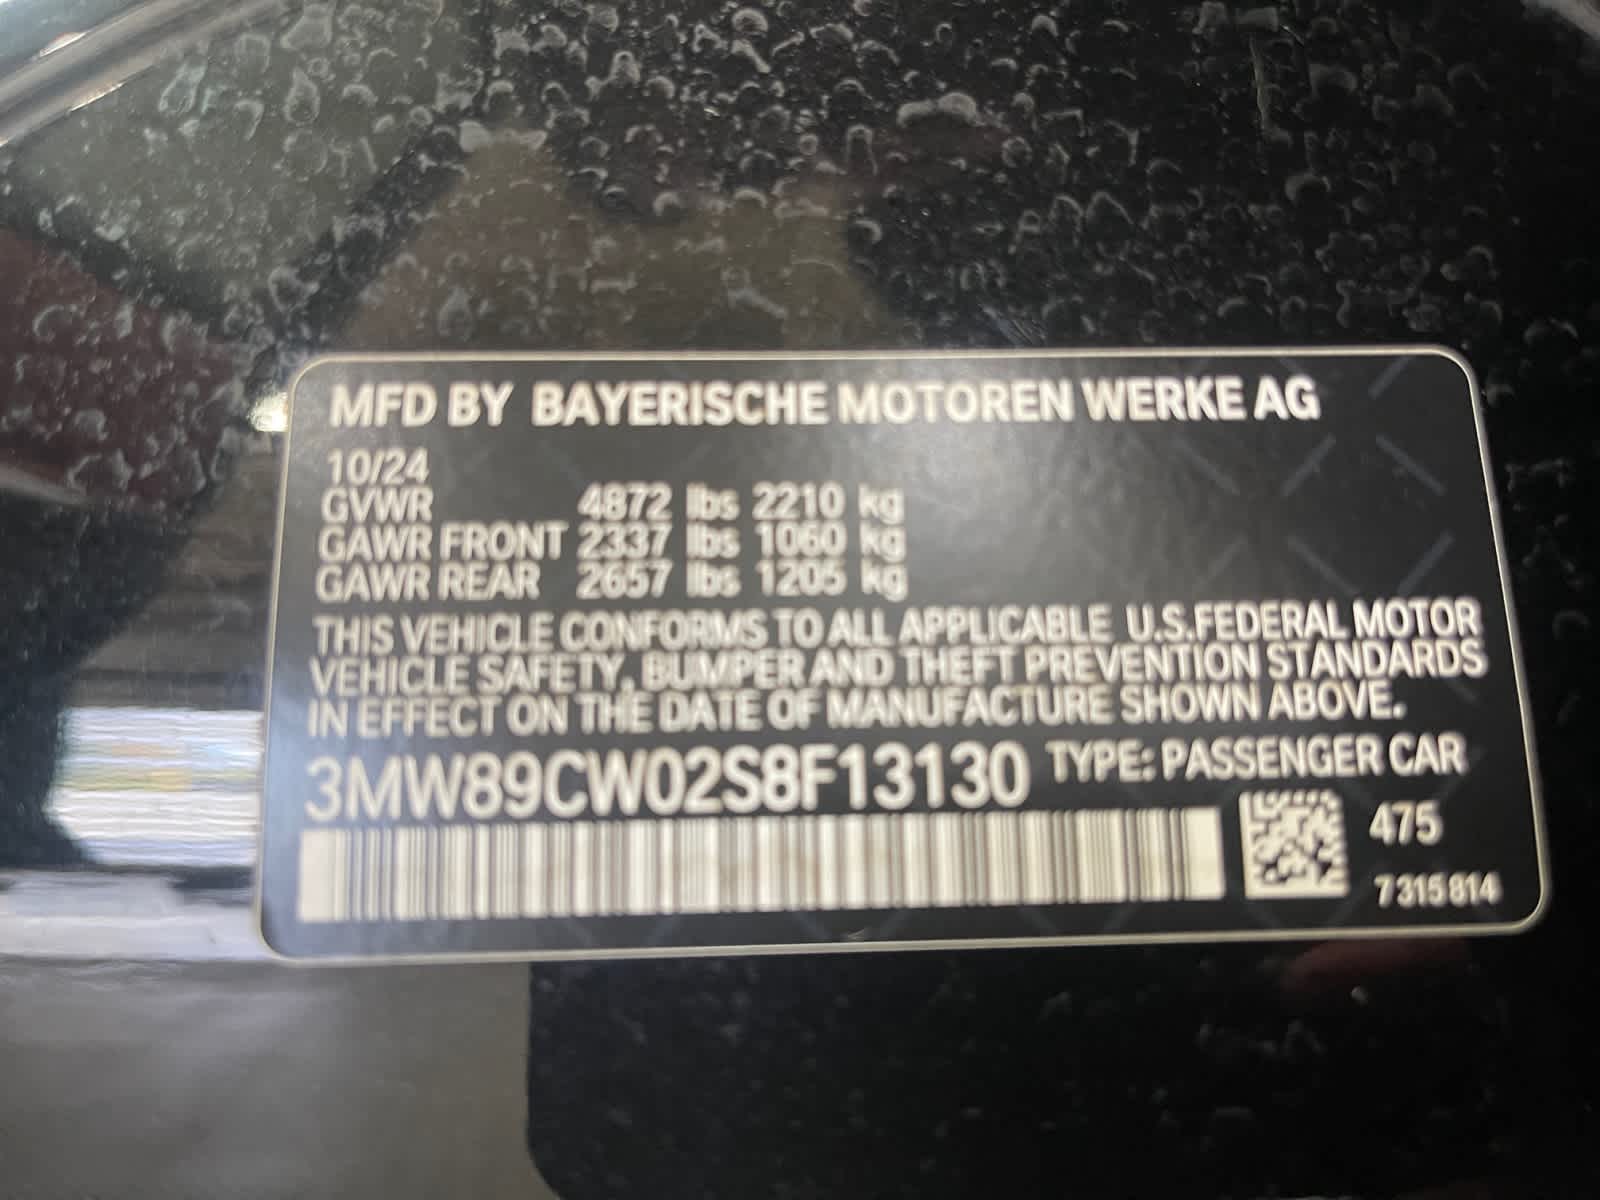 MFD BY BAYERISCHE MOTOREN WERKE AG
10/24
GVWR 4872 lbs 2210 kg
GAWR FRONT 2337 lbs 1060 kg
GAWR REAR 2657 lbs 1205 kg
THIS VEHICLE CONFORMS TO ALL APPLICABLE U.S.FEDERAL MOTOR
VEHICLE SAFETY, BUMPER AND THEFT PREVENTION STANDARDS
IN EFFECT ON THE DATE OF MANUFACTURE SHOWN ABOVE.
3MW89CW02S8F13130 TYPE: PASSENGER CAR
475
7315814